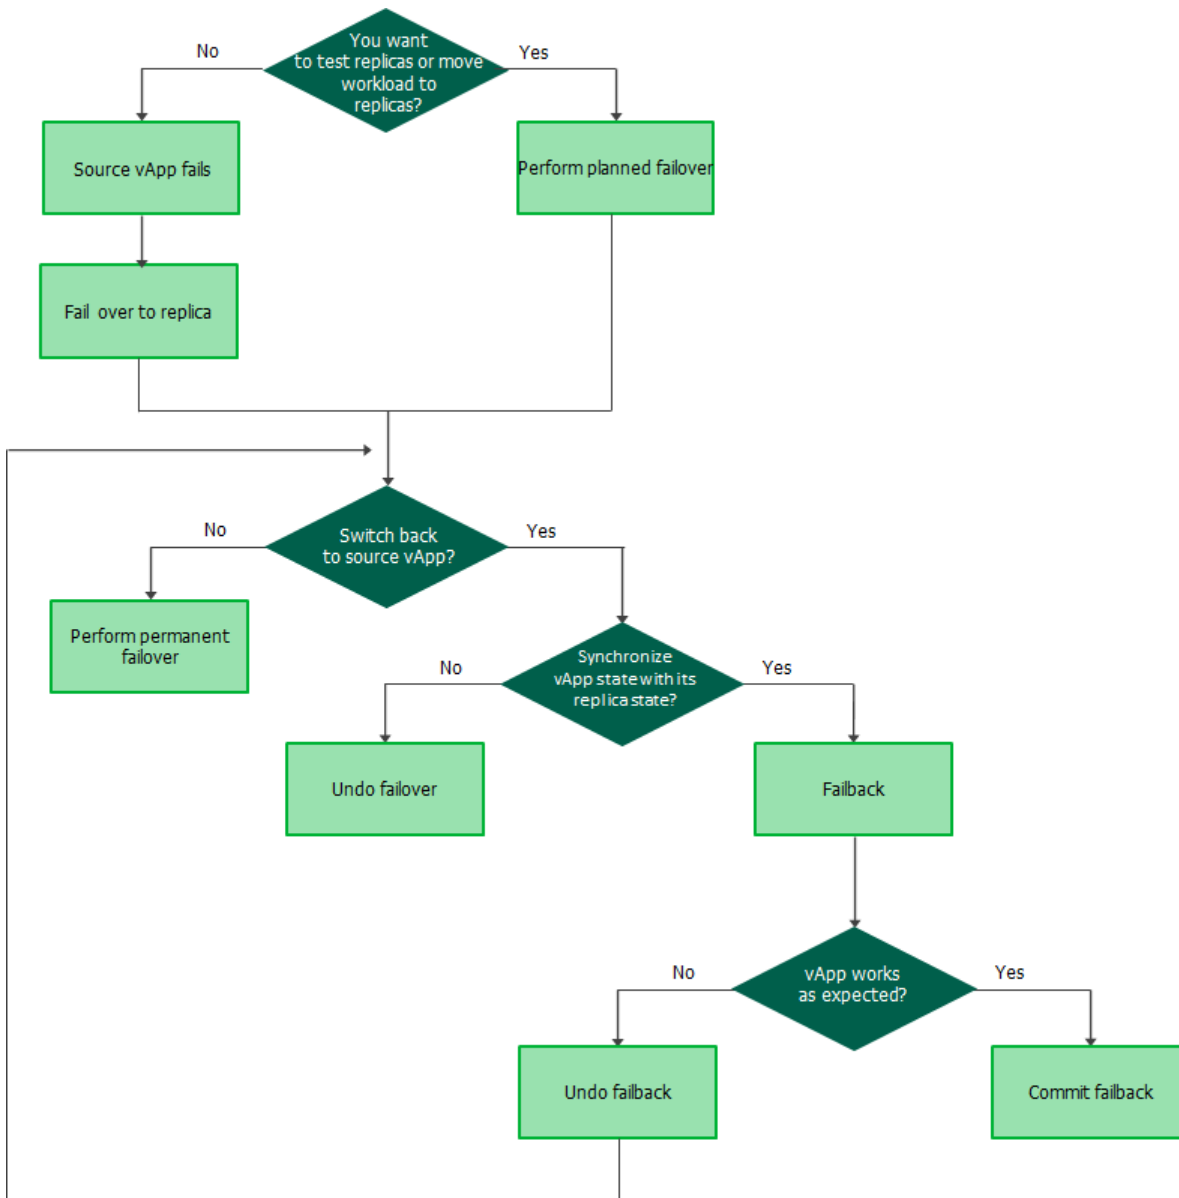 You want
to test replicas or move
workload to
replicas?
No
Yes
Source vApp fails
Perform planned failover
Fail over to replica
Switch back
to source vApp?
No
Yes
Perform permanent
failover
Synchronize
vApp state with its
replica state?
No
Yes
Undo failover
Failback
vApp works
as expected?
No
Yes
Undo failback
Commit failback